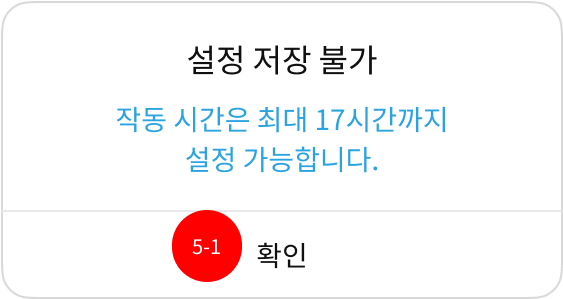 설정 저장 불가
작동 시간은 최대 17시간까지
설정 가능합니다.
5-1 확인